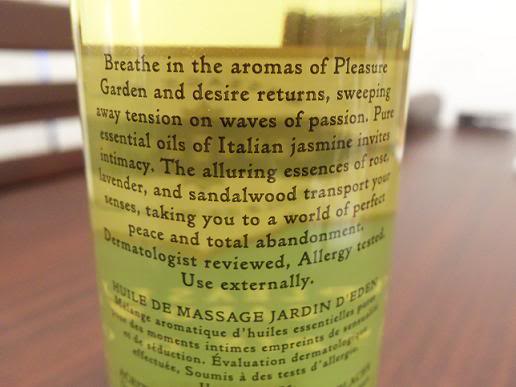 Breathe in the aromas of Pleasure
Garden and desire returns, sweeping
away tension on waves of passion. Pure
essential oils of Italian jasmine invites
intimacy. The alluring essences of rose,
lavender, and sandalwood transport your
senses, taking you to a world of perfect
peace and total abandonment.
Dermatologist reviewed, Allergy tested.
Use externally.
HUILE DE MASSAGE JARDIN D'EDEN
Mélange aromatique d'huiles essentielles pures
pour des moments intimes empreints de sensualité
et de séduction. Évaluation dermatologique
effectuée, Soumis à des tests d'allergie.